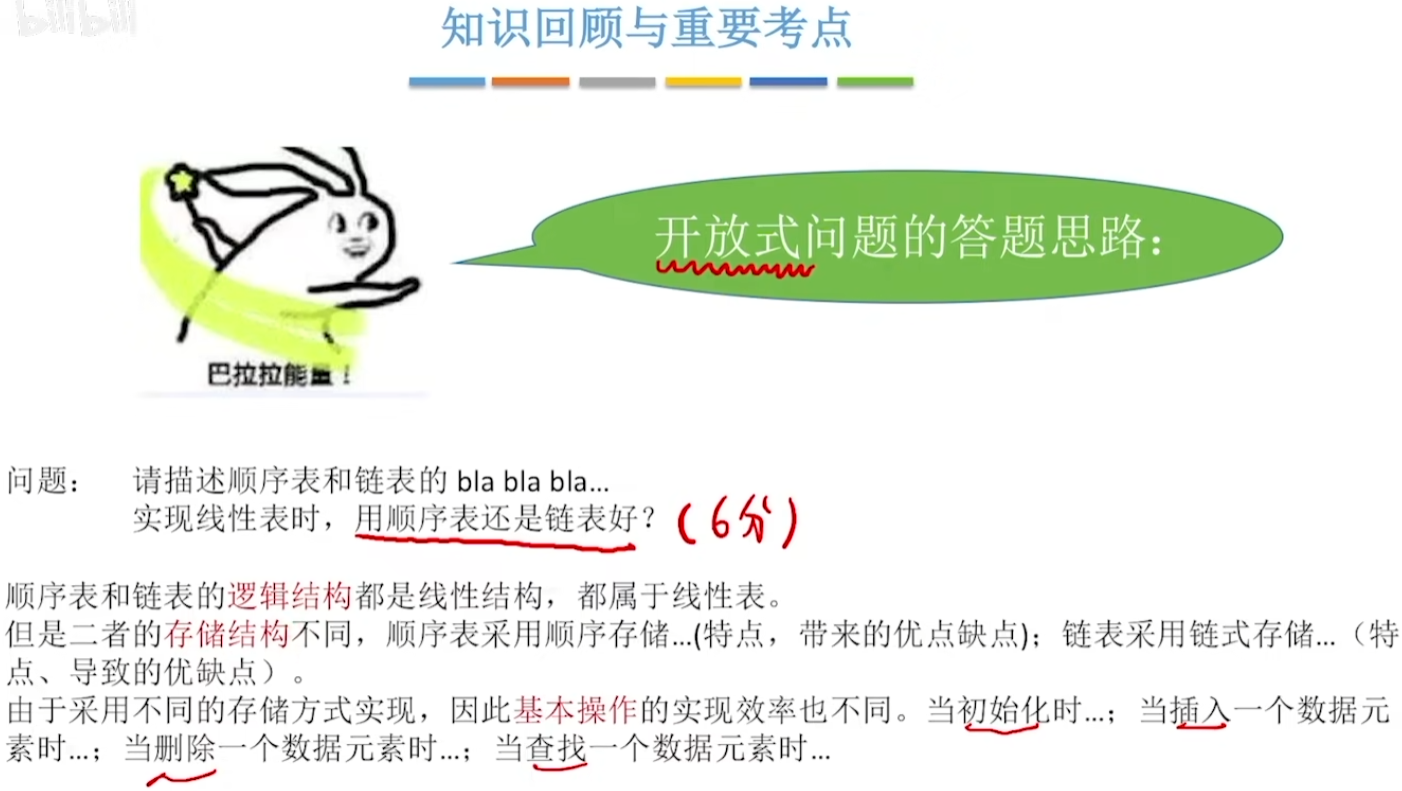 bilibili
知识回顾与重要考点
开放式问题的答题思路：
巴拉拉能量！
问题： 请描述顺序表和链表的 bla bla bla...
实现线性表时，用顺序表还是链表好？（6分）
顺序表和链表的逻辑结构都是线性结构，都属于线性表。
但是二者的存储结构不同，顺序表采用顺序存储...(特点，带来的优点缺点)；链表采用链式存储...（特
点、导致的优缺点）。
由于采用不同的存储方式实现，因此基本操作的实现效率也不同。当初始化时...；当插入一个数据元
素时...；当删除一个数据元素时...；当查找一个数据元素时...